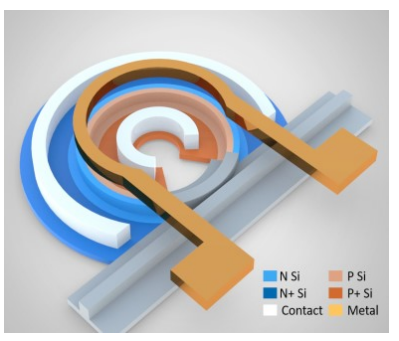 N Si P Si
N+ Si P+ Si
Contact Metal